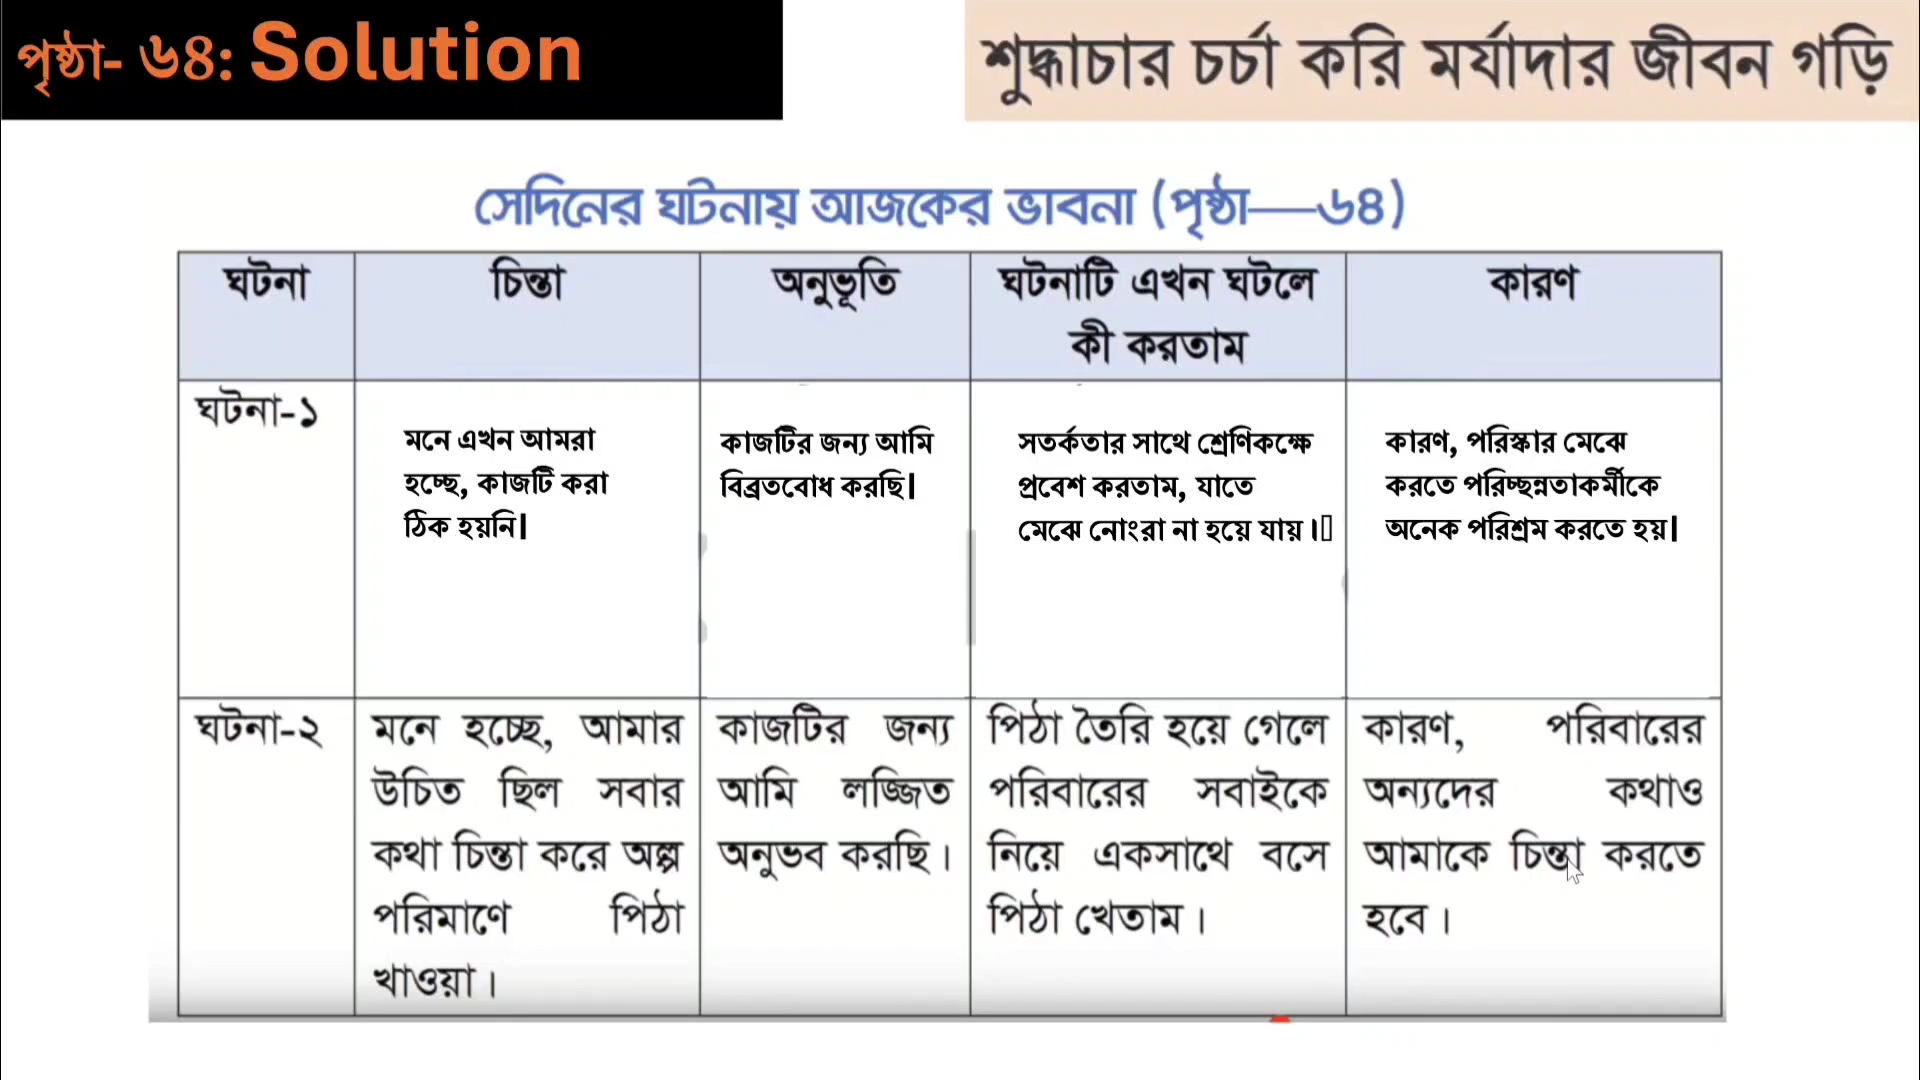 পৃষ্ঠা- ৬৪: Solution
শুদ্ধাচার চর্চা করি মর্যাদার জীবন গড়ি
সেদিনের ঘটনায় আজকের ভাবনা (পৃষ্ঠা—৬৪)
ঘটনা
চিন্তা
অনুভূতি
ঘটনাটি এখন ঘটলে
কী করতাম
কারণ
ঘটনা-১
মনে এখন আমরা
হচ্ছে, কাজটি করা
ঠিক হয়নি।
কাজটির জন্য আমি
বিব্রতবোধ করছি।
সতর্কতার সাথে শ্রেণিকক্ষে
প্রবেশ করতাম, যাতে
মেঝে নোংরা না হয়ে যায়।
কারণ, পরিস্কার মেঝে
করতে পরিচ্ছন্নতাকর্মীকে
অনেক পরিশ্রম করতে হয়।
ঘটনা-২
মনে হচ্ছে, আমার
উচিত ছিল সবার
কথা চিন্তা করে অল্প
পরিমাণে পিঠা
খাওয়া।
কাজটির জন্য
আমি লজ্জিত
অনুভব করছি।
পিঠা তৈরি হয়ে গেলে
পরিবারের সবাইকে
নিয়ে একসাথে বসে
পিঠা খেতাম।
কারণ, পরিবারের
অন্যদের কথাও
আমাকে চিন্তা করতে
হবে।